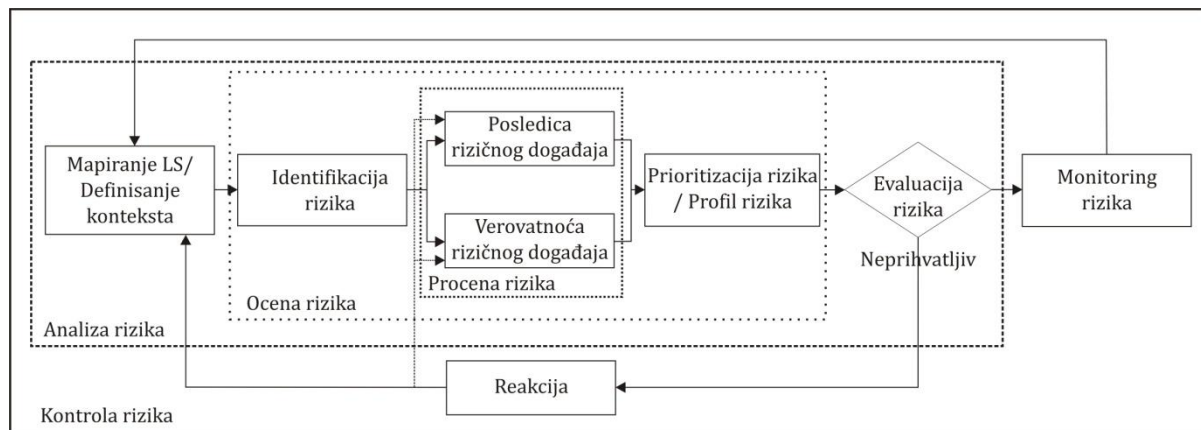 Mapiranje LS/
Definisanje
konteksta
Identifikacija
rizika
Posledica
rizičnog događaja
Verovatnoća
rizičnog događaja
Procena rizika
Prioritizacija rizika
/ Profil rizika
Evaluacija
rizika
Neprihvatljiv
Monitoring
rizika
Ocena rizika
Analiza rizika
Reakcija
Kontrola rizika